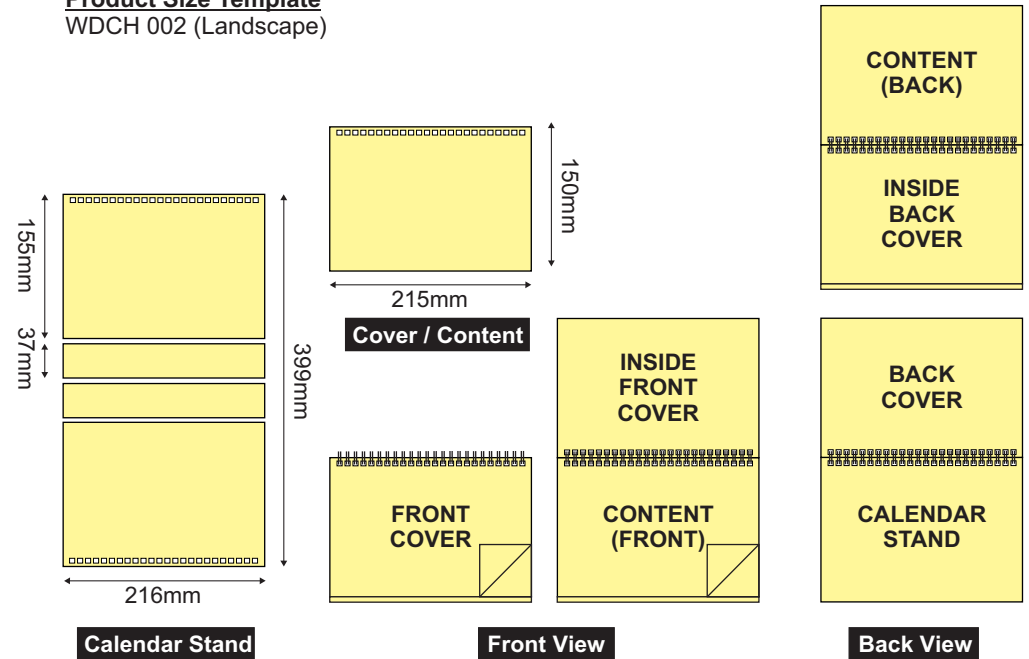 Product Size Template
WDCH 002 (Landscape)
155mm
37mm
399mm
216mm
Calendar Stand
150mm
215mm
Cover / Content
FRONT
COVER
INSIDE
FRONT
COVER
CONTENT
(FRONT)
Front View
CONTENT
(BACK)
INSIDE
BACK
COVER
BACK
COVER
CALENDAR
STAND
Back View